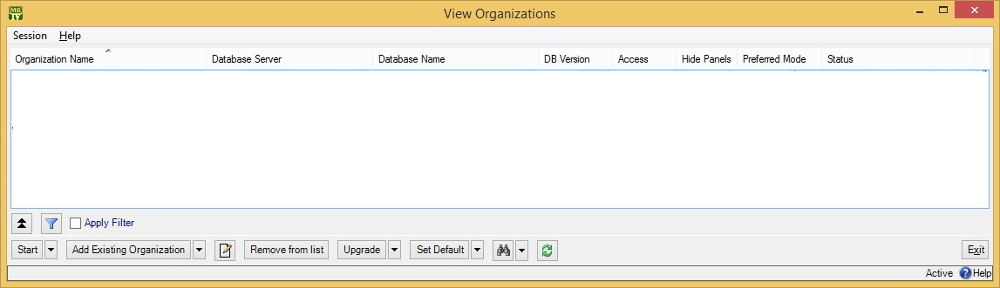 View Organizations
Session Help
Organization Name Database Server Database Name DB Version Access Hide Panels Preferred Mode Status
Apply Filter
Start Add Existing Organization Remove from list Upgrade Set Default Exit
Active Help